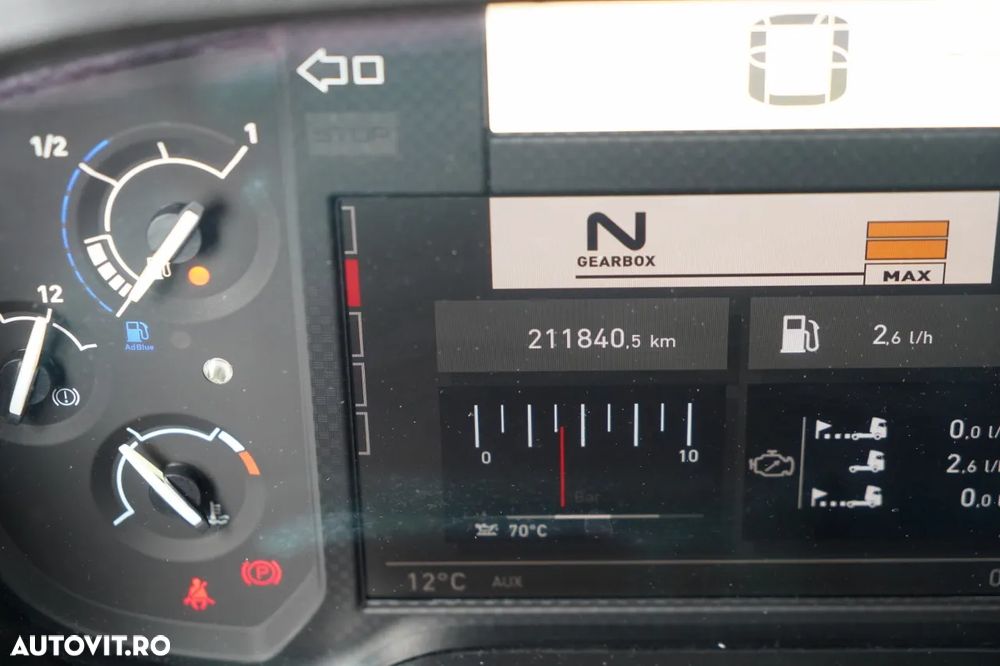 1/2
1
STOP
N
GEARBOX
MAX
12
AdBlue
211840,5 km
2,6 l/h
0
10
Bar
0,0 l/
2,6 l/
0,0
70°C
12°C AUX
P
AUTOVIT.RO